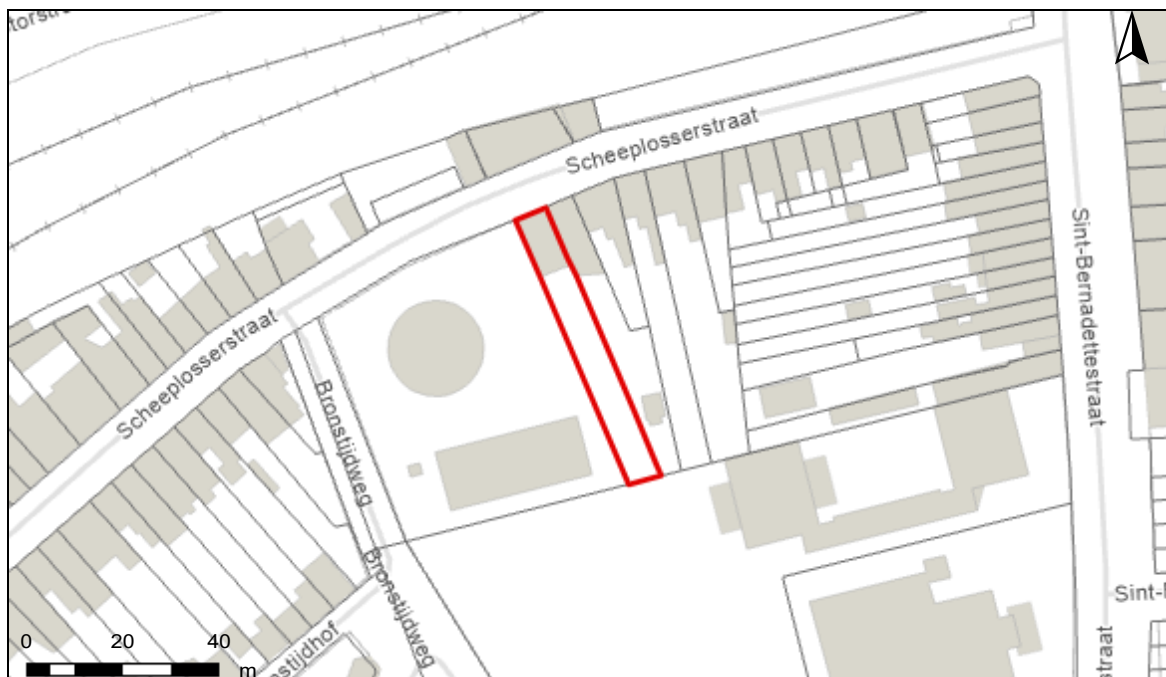 Scheeplosserstraat
Sint-Bernadettestraat
Scheeplosserstraat
Bronstijdweg
Bronstijdweg
0 20 40
m